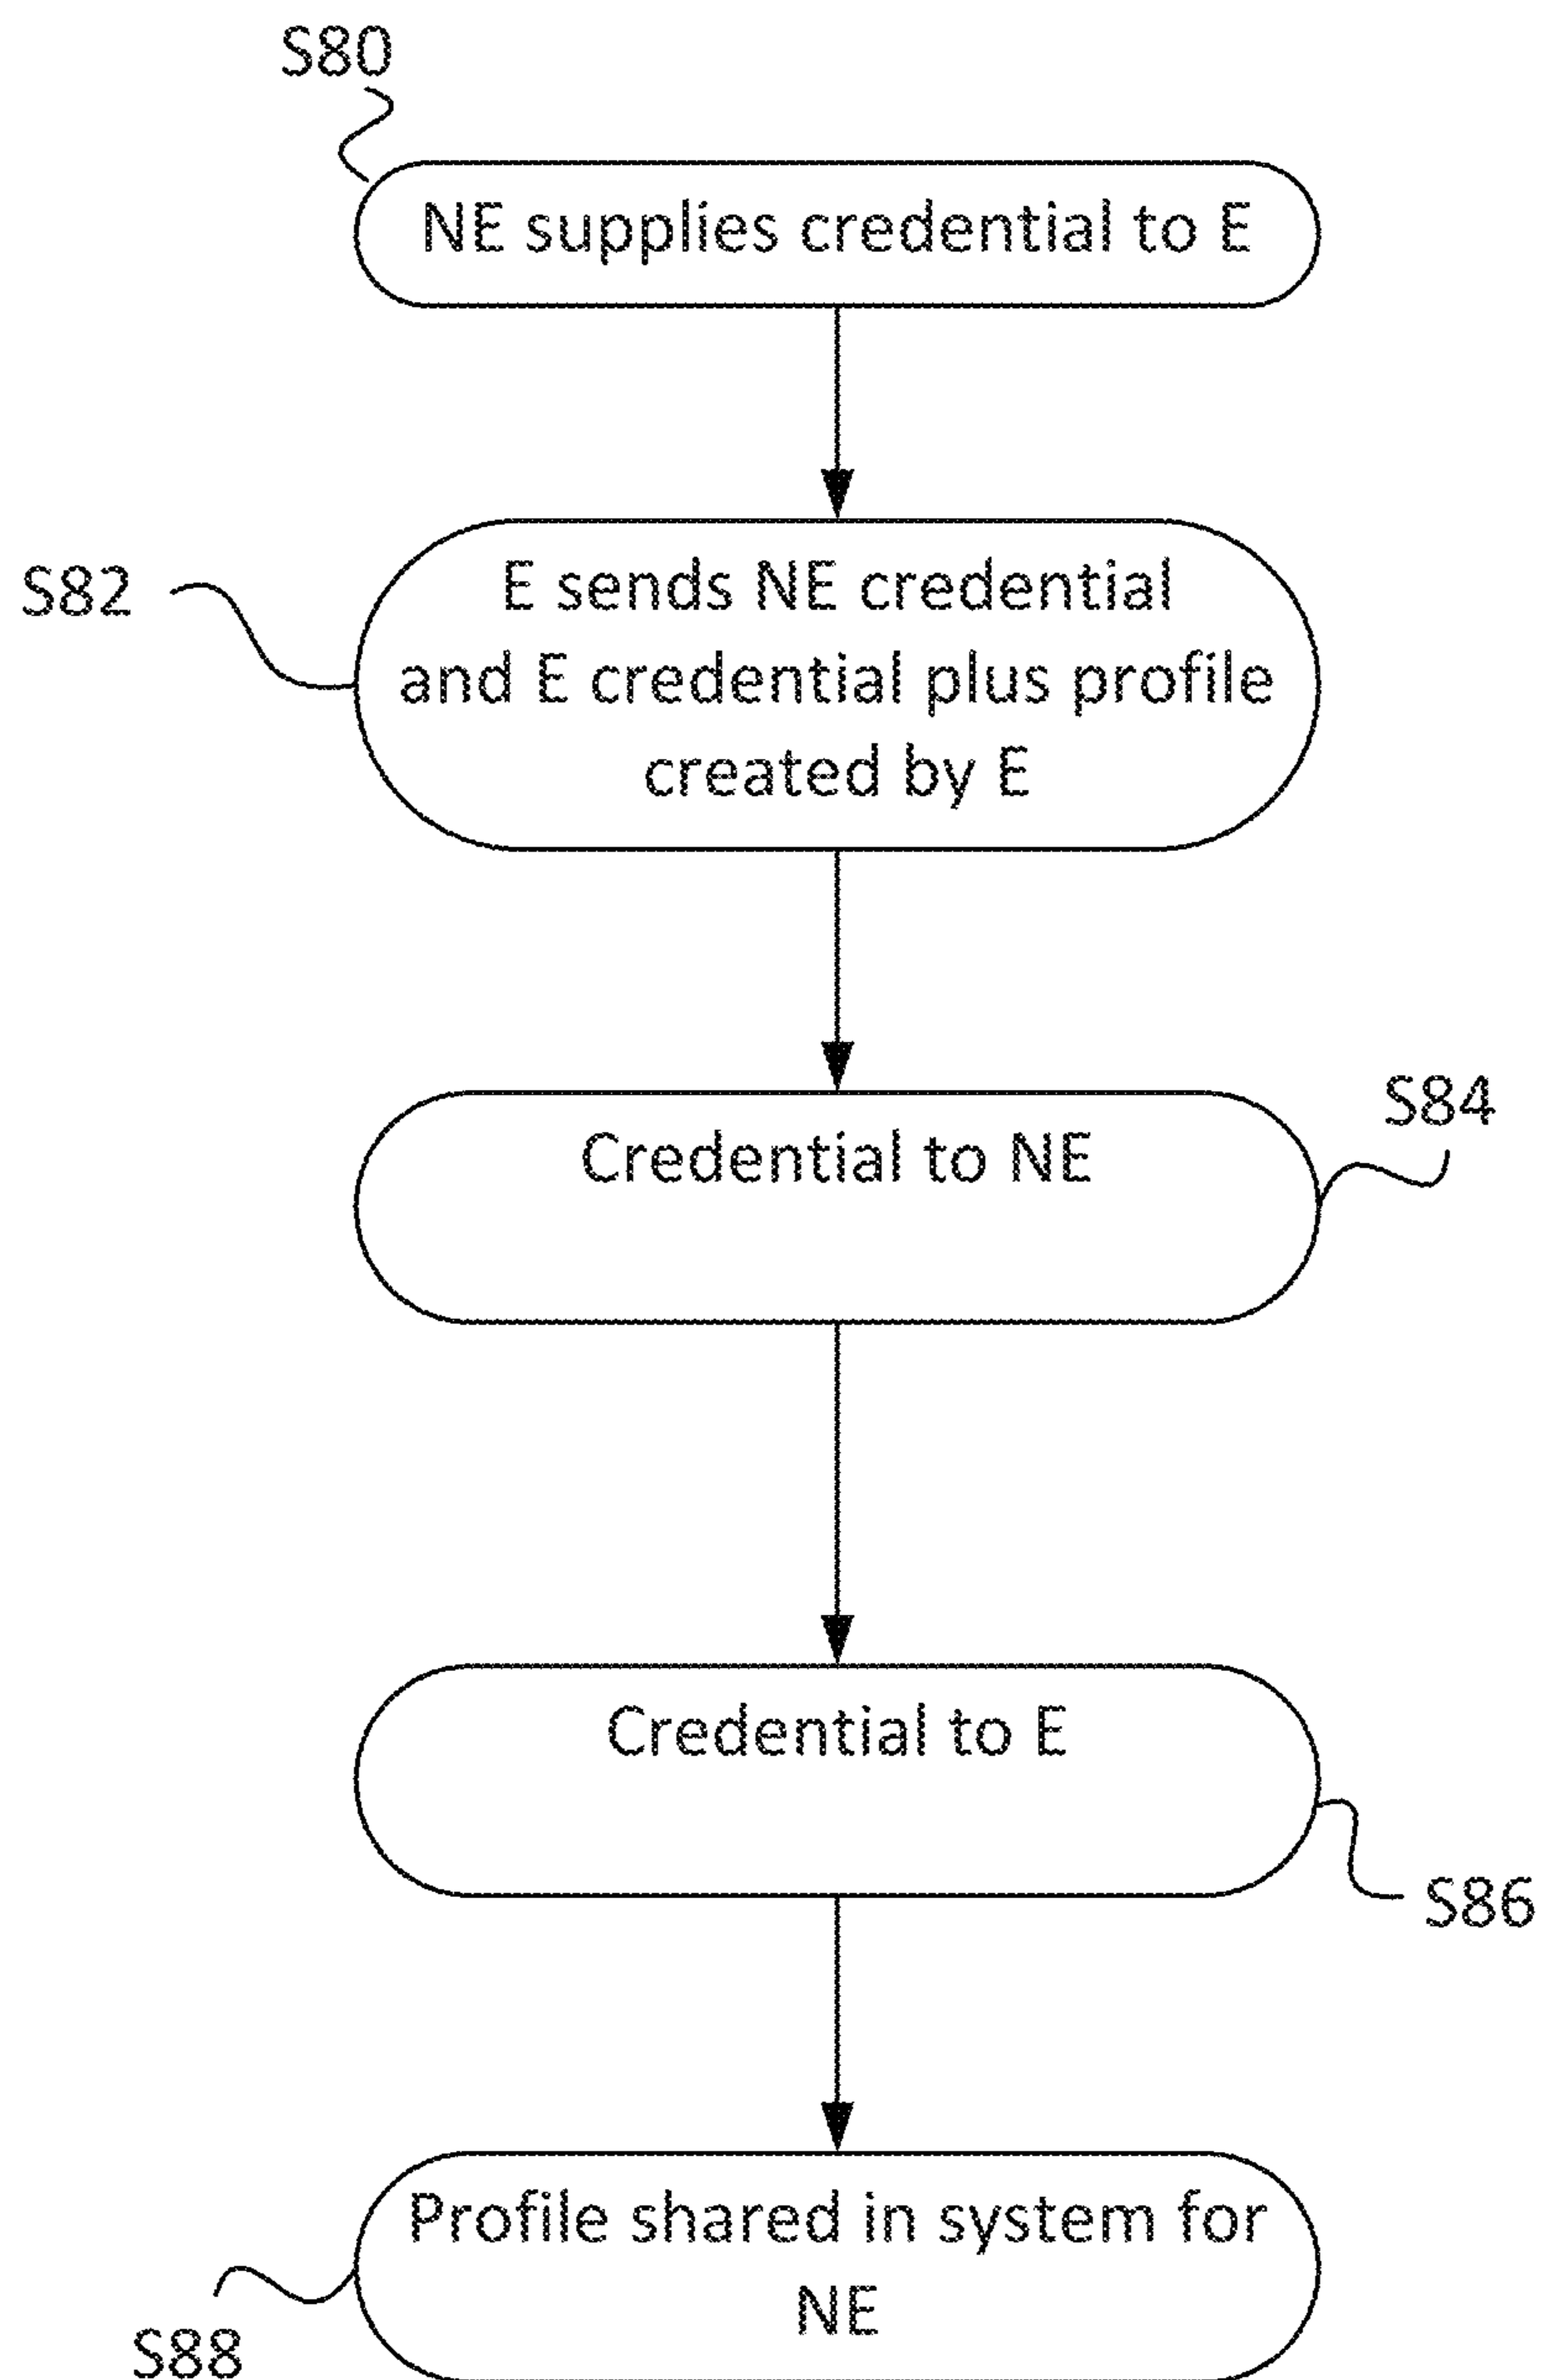 S80
NE supplies credential to E
E sends NE credential
S82
and E credential plus profile
created by E
S84
Credential to NE
Credential to E
S86
Profile shared in system for
NE
S88